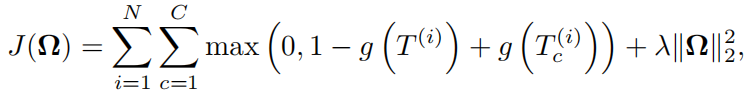 J(Ω) = ∑_{i=1}^{N} ∑_{c=1}^{C} max (0, 1 − g (T^{(i)}) + g (T_c^{(i)})) + λ‖Ω‖_2^2,